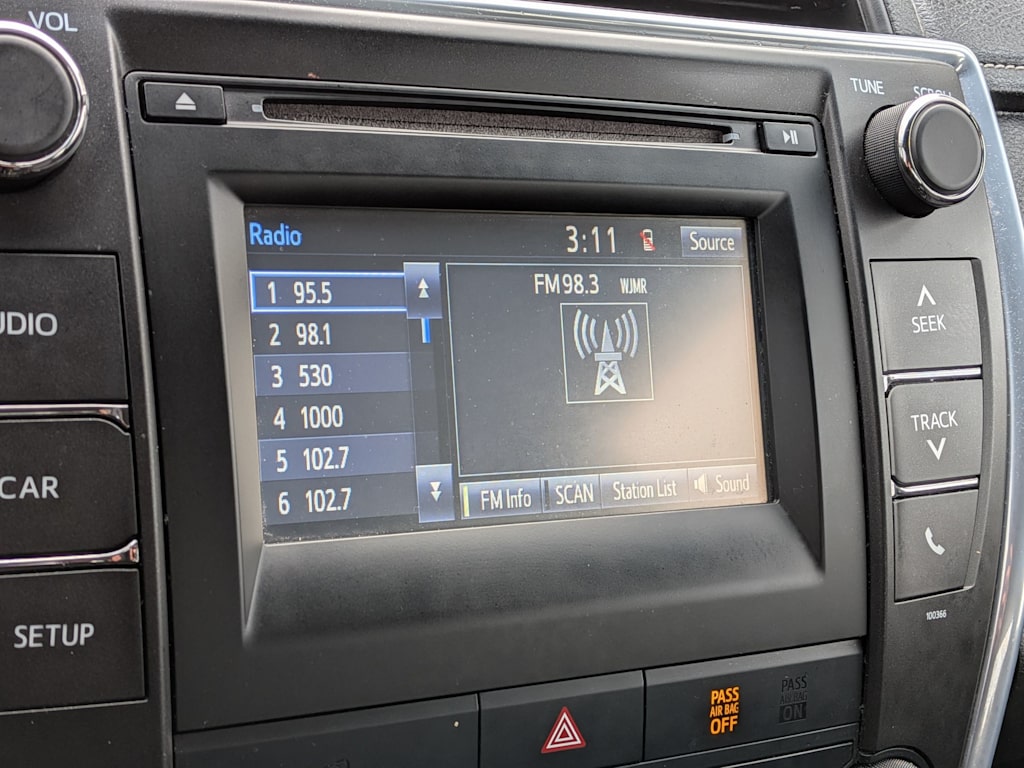 VOL
TUNE
SCROLL
Radio
3:11
Source
1 95.5
2 98.1
3 530
4 1000
5 102.7
6 102.7
FM98.3 WJMR
FM Info
SCAN
Station List
Sound
UDIO
CAR
SETUP
SEEK
TRACK
100366
PASS
AIR BAG
OFF
PASS
AIR BAG
ON